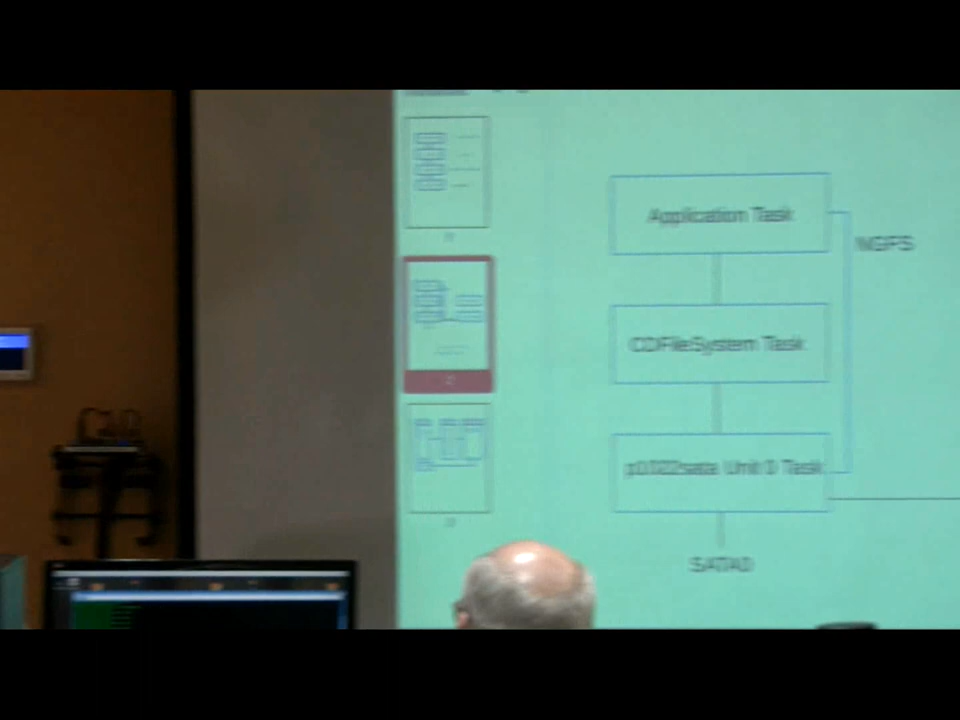 Application Task
NGFS
CDFileSystem Task
p1022sata Unit 0 Task
SATA0